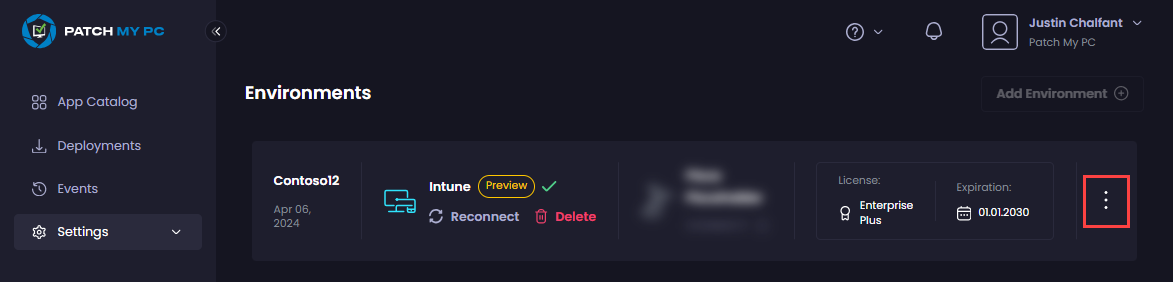 PATCH MY PC
Justin Chalfant
Patch My PC
App Catalog
Deployments
Events
Settings
Environments
Add Environment
Contoso12
Apr 06,
2024
Intune Preview
Reconnect Delete
License:
Enterprise
Plus
Expiration:
01.01.2030